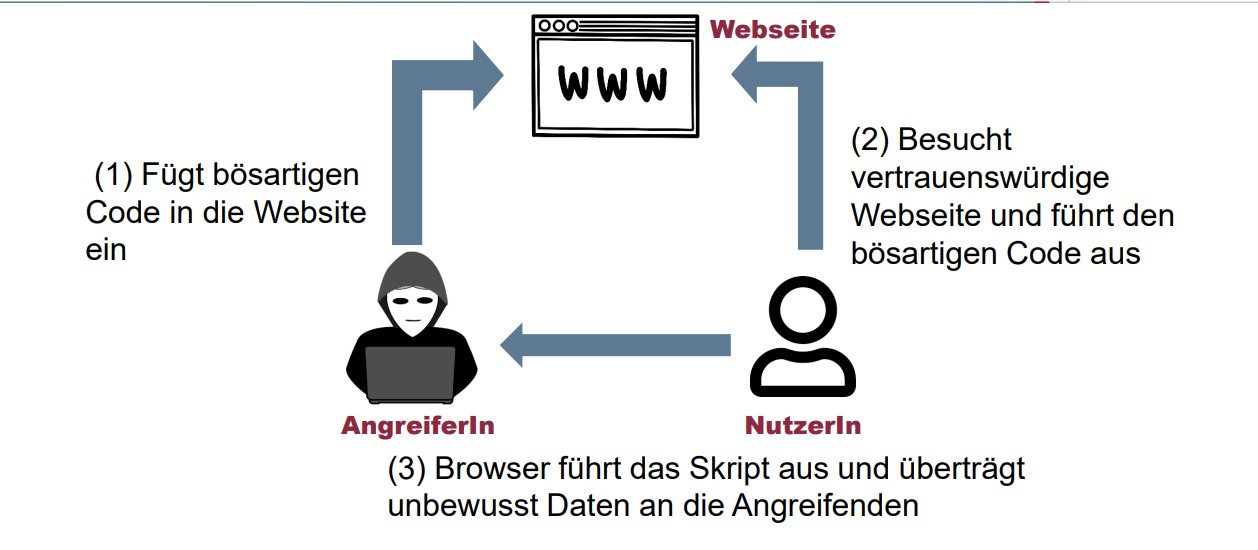 Webseite
WWW
(1) Fügt bösartigen
Code in die Website
ein
(2) Besucht
vertrauenswürdige
Webseite und führt den
bösartigen Code aus
AngreiferIn
NutzerIn
(3) Browser führt das Skript aus und überträgt
unbewusst Daten an die Angreifenden